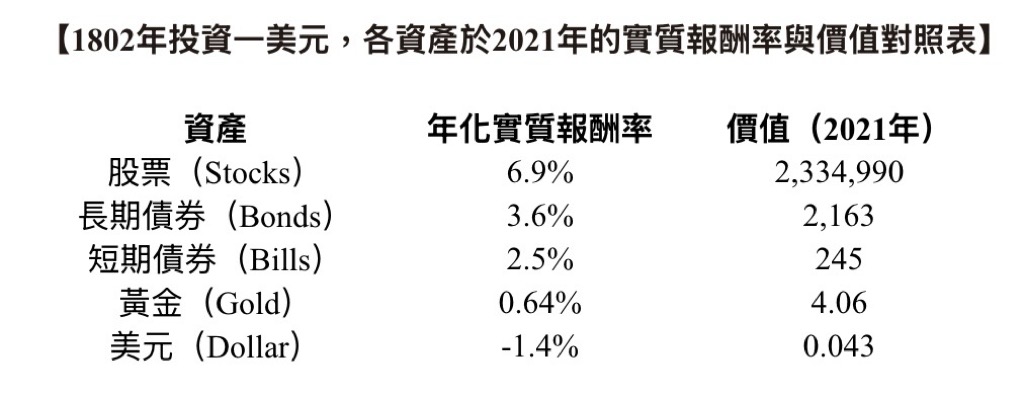 【1802年投資一美元，各資產於2021年的實質報酬率與價值對照表】
資產 年化實質報酬率 價值（2021年）
股票（Stocks） 6.9% 2,334,990
長期債券（Bonds） 3.6% 2,163
短期債券（Bills） 2.5% 245
黃金（Gold） 0.64% 4.06
美元（Dollar） -1.4% 0.043